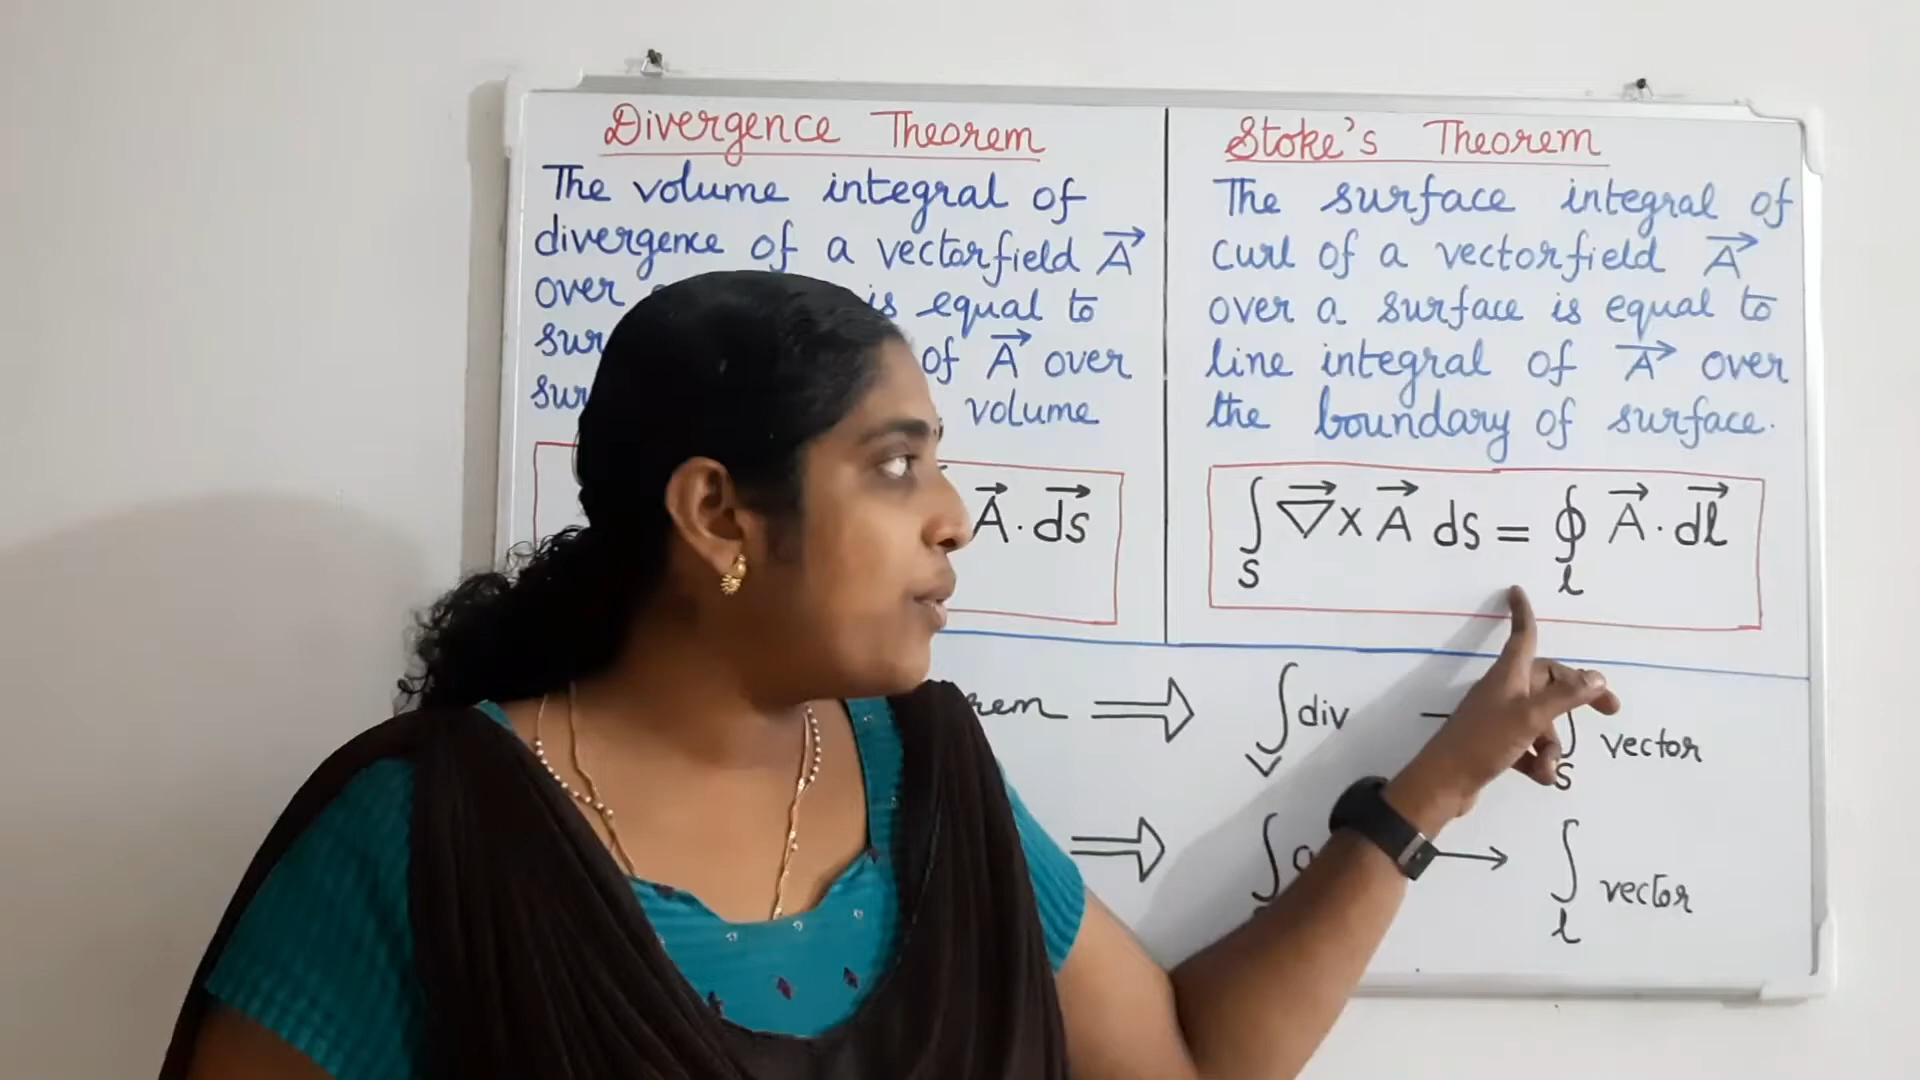 Divergence Theorem
The volume integral of
divergence of a vectorfield A⃗
over is equal to
of A⃗ over
volume
A⃗ . ds⃗
Stoke's Theorem
The surface integral of
curl of a vectorfield A⃗
over a surface is equal to
line integral of A⃗ over
the boundary of surface.
∫S ∇⃗ x A⃗ ds = ∮l A⃗ . dl⃗
⇒ ∫ div → ∫S vector
⇒ ∫ → ∫l vector